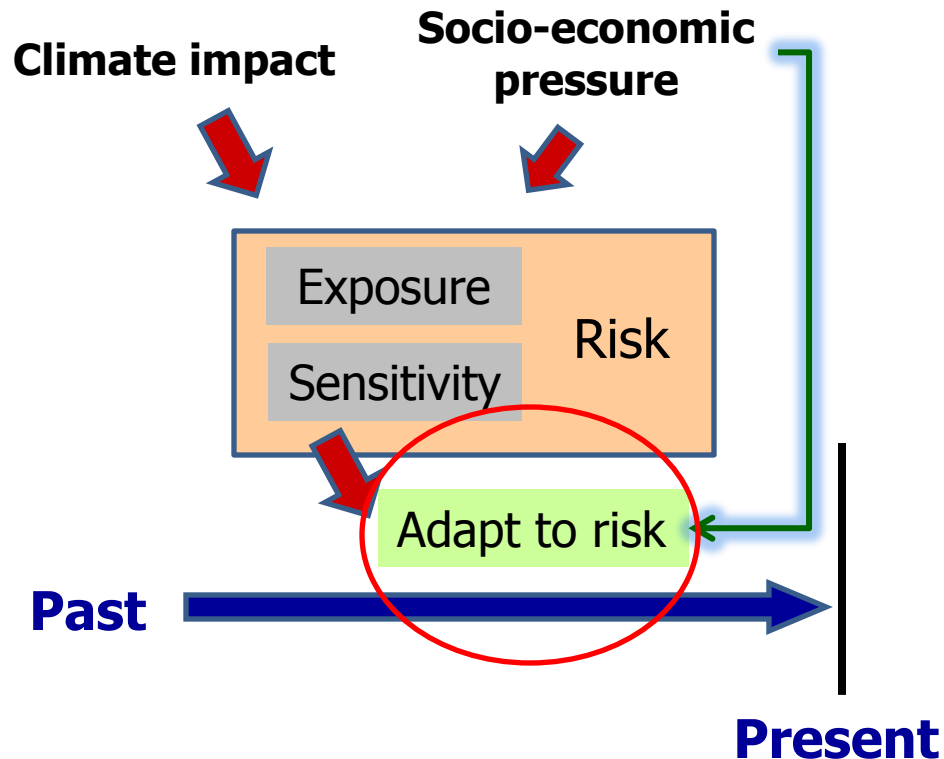 Climate impact
Socio-economic
pressure
Exposure
Risk
Sensitivity
Adapt to risk
Past
Present